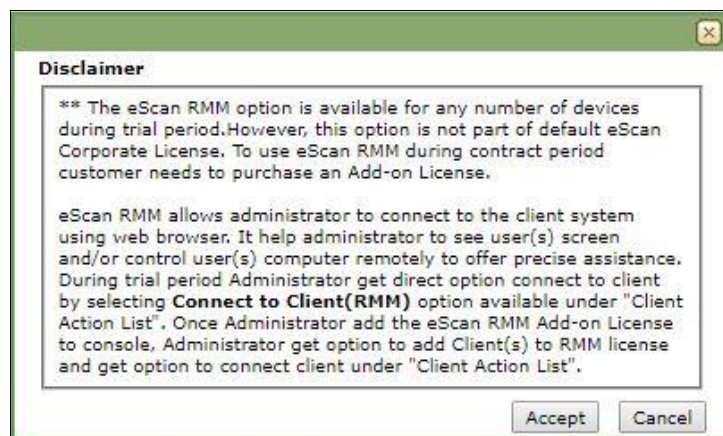 Disclaimer
** The eScan RMM option is available for any number of devices
during trial period.However, this option is not part of default eScan
Corporate License. To use eScan RMM during contract period
customer needs to purchase an Add-on License.
eScan RMM allows administrator to connect to the client system
using web browser. It help administrator to see user(s) screen
and/or control user(s) computer remotely to offer precise assistance.
During trial period Administrator get direct option connect to client
by selecting Connect to Client(RMM) option available under "Client
Action List". Once Administrator add the eScan RMM Add-on License
to console, Administrator get option to add Client(s) to RMM license
and get option to connect client under "Client Action List".
Accept Cancel